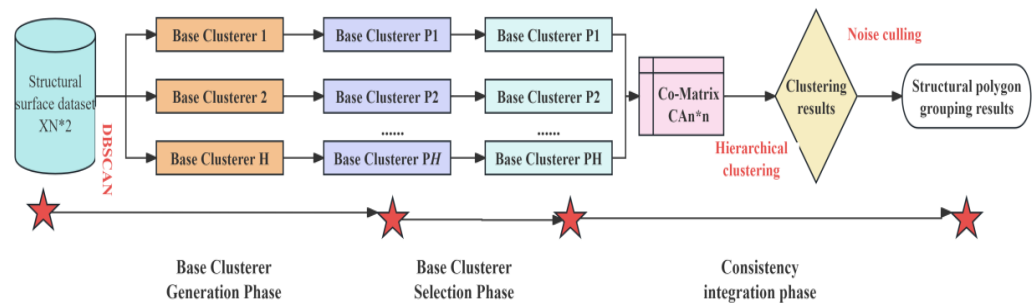 Structural
surface dataset
XN*2
DBSCAN
Base Clusterer 1
Base Clusterer P1
Base Clusterer P1
Base Clusterer 2
Base Clusterer P2
Base Clusterer P2
......
......
Base Clusterer H
Base Clusterer PH
Base Clusterer PH
Co-Matrix
CAn*n
Hierarchical
clustering
Clustering
results
Noise culling
Structural polygon
grouping results
Base Clusterer
Generation Phase
Base Clusterer
Selection Phase
Consistency
integration phase